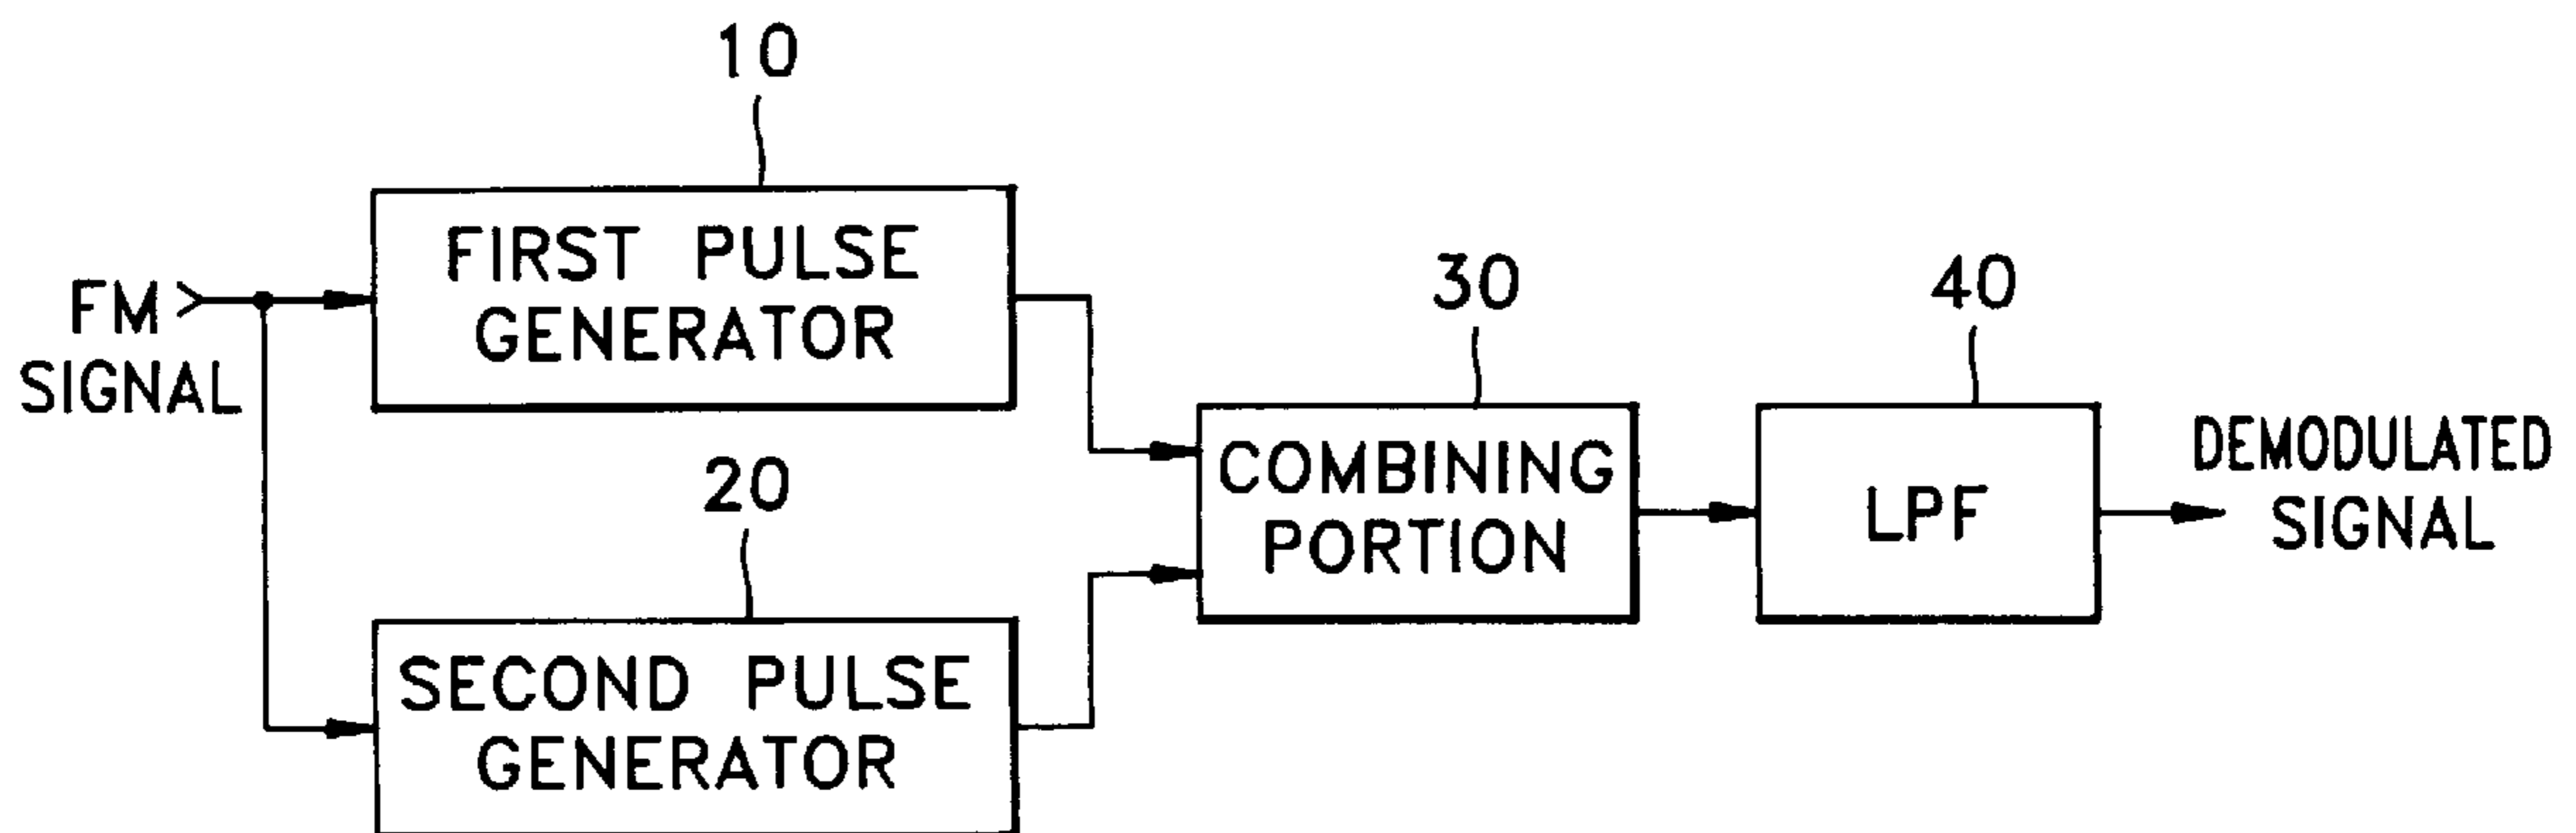 10
FIRST PULSE
GENERATOR
FM
SIGNAL
20
SECOND PULSE
GENERATOR
30
COMBINING
PORTION
40
LPF
DEMODULATED
SIGNAL